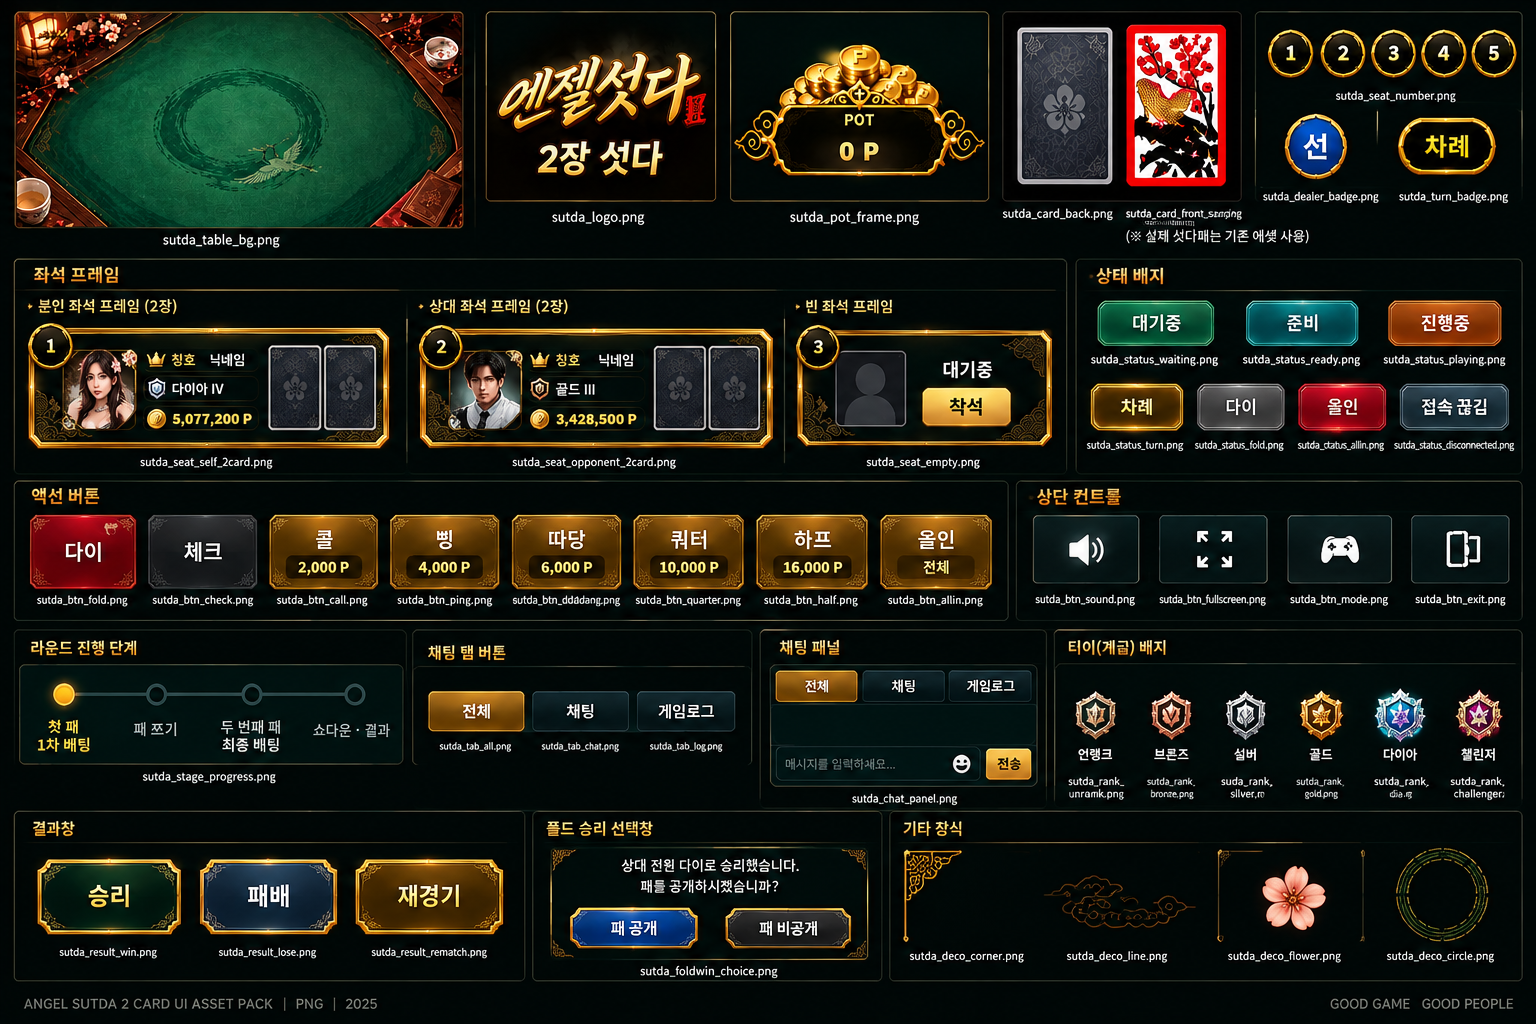 엔젤섯다
2장 섯다
POT
0 P
1 2 3 4 5
sutda_seat_number.png
선
차례
sutda_dealer_badge.png
sutda_turn_badge.png
sutda_table_bg.png
sutda_logo.png
sutda_pot_frame.png
sutda_card_back.png
(※ 실제 섯다패는 기존 에셋 사용)
좌석 프레임
분인 좌석 프레임 (2장)
상대 좌석 프레임 (2장)
빈 좌석 프레임
1
칭호 닉네임
다이아 IV
5,077,200 P
2
칭호 닉네임
골드 III
3,428,500 P
3
대기중
착석
sutda_seat_self_2card.png
sutda_seat_opponent_2card.png
sutda_seat_empty.png
상태 배지
대기중
준비
진행중
sutda_status_waiting.png
sutda_status_ready.png
sutda_status_playing.png
차례
다이
올인
접속 끊김
sutda_status_turn.png
sutda_status_fold.png
sutda_ctatus_allin.png
sutda_status_disconnected.png
액선 버튼
다이
체크
콜
2,000 P
삥
4,000 P
따당
6,000 P
쿼터
10,000 P
하프
16,000 P
올인
전체
sutda_btn_fold.png
sutda_btn_check.png
sutda_btn_call.png
sutda_btn_ping.png
sutda_btn_quarter.png
sutda_btn_half.png
sutda_btn_allin.png
상단 컨트롤
sutda_btn_sound.png
sutda_btn_fullscreen.png
sutda_btn_mode.png
sutda_btn_exit.png
라운드 진행 단계
첫 패
1차 베팅
패 쯔기
두 번째 패
최종 배팅
쇼다운 · 결과
sutda_stage_progress.png
채팅 탭 버튼
전체
채팅
게임로그
sutda_tab_all.png
sutda_tab_chat.png
sutda_tab_log.png
채팅 패널
전체
채팅
게임로그
메시지를 입력하세요...
전송
sutda_chat_panel.png
티이(계급) 배지
언랭크
브론즈
실버
골드
다이아
챌린저
sutda_rank_
sutda_rank_
bronze.png
sutda_rank_
gold.png
sutda_rank,
sutda_rank,
결과창
승리
패배
재경기
sutda_result_win.png
sutda_result_lose.png
sutda_result_rematch.png
폴드 승리 선택창
상대 전원 다이로 승리했습니다.
패 공개
패 비공개
sutda_foldwin_choice.png
기타 장식
sutda_deco_corner.png
sutda_deco_line.png
sutda_deco_flower.png
sutda_deco_circle.png
ANGEL SUTDA 2 CARD UI ASSET PACK | PNG | 2025
GOOD GAME GOOD PEOPLE